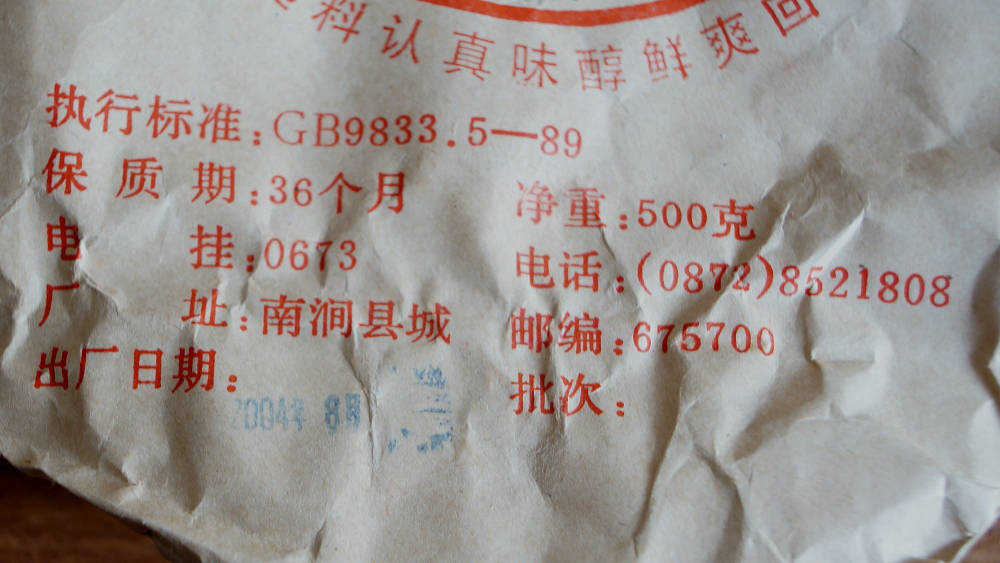 料认真味醇鲜爽回
执行标准:GB9833.5—89
保质期:36个月 净重:500克
电挂:0673 电话:(0872)8521808
厂址:南涧县城 邮编:675700
出厂日期: 批次:
2004年 8月